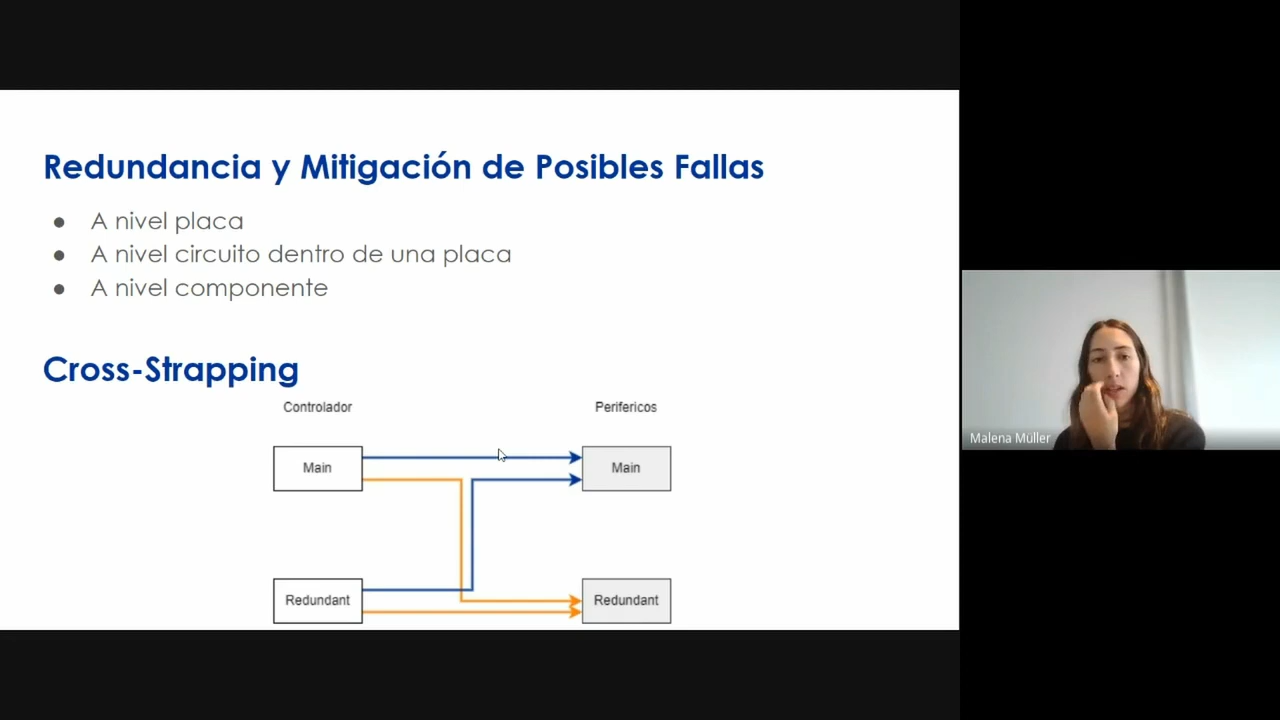 Redundancia y Mitigación de Posibles Fallas
● A nivel placa
● A nivel circuito dentro de una placa
● A nivel componente
Cross-Strapping
Controlador
Perifericos
Main
Main
Redundant
Redundant
Malena Müller